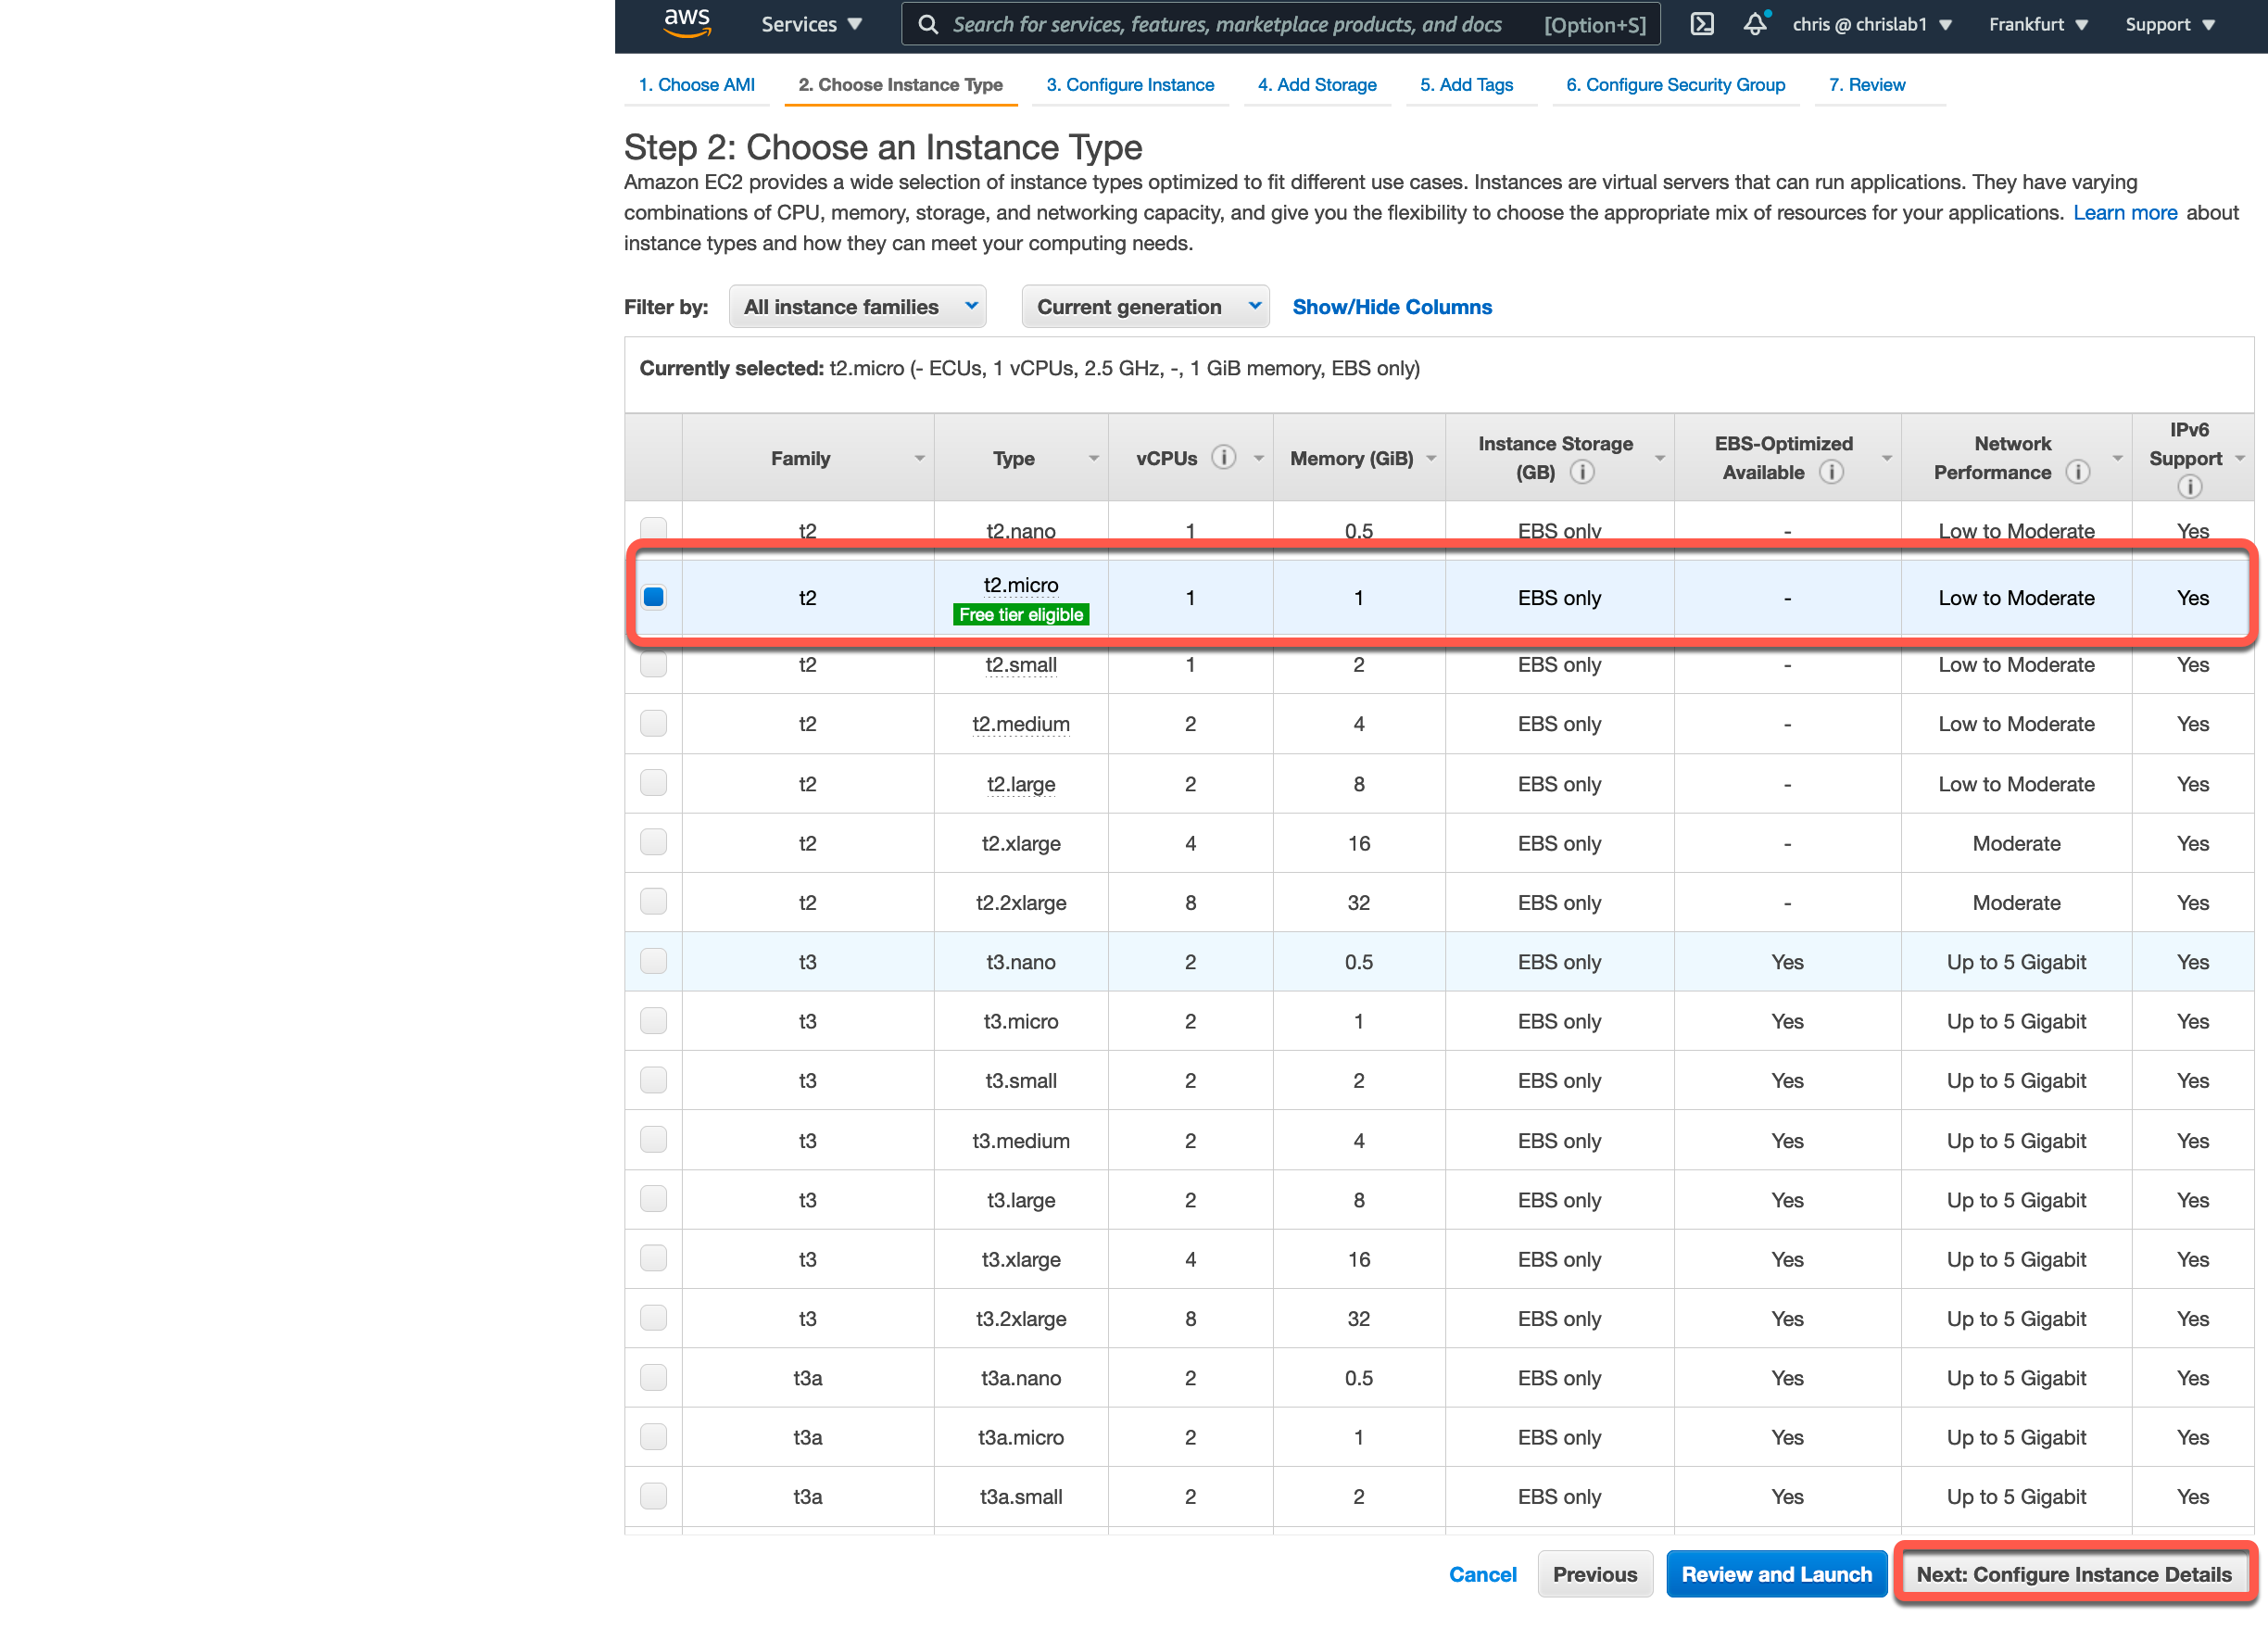 aws Services Search for services, features, marketplace products, and docs [Option+S] chris @ chrislab1 Frankfurt Support
1. Choose AMI 2. Choose Instance Type 3. Configure Instance 4. Add Storage 5. Add Tags 6. Configure Security Group 7. Review
Step 2: Choose an Instance Type
Amazon EC2 provides a wide selection of instance types optimized to fit different use cases. Instances are virtual servers that can run applications. They have varying
combinations of CPU, memory, storage, and networking capacity, and give you the flexibility to choose the appropriate mix of resources for your applications. Learn more about
instance types and how they can meet your computing needs.
Filter by: All instance families Current generation Show/Hide Columns
Currently selected: t2.micro (- ECUs, 1 vCPUs, 2.5 GHz, -, 1 GiB memory, EBS only)
Family Type vCPUs Memory (GiB) Instance Storage (GB) EBS-Optimized Available Network Performance IPv6 Support
t2 t2.nano 1 0.5 EBS only - Low to Moderate Yes
t2 t2.micro Free tier eligible 1 1 EBS only - Low to Moderate Yes
t2 t2.small 1 2 EBS only - Low to Moderate Yes
t2 t2.medium 2 4 EBS only - Low to Moderate Yes
t2 t2.large 2 8 EBS only - Low to Moderate Yes
t2 t2.xlarge 4 16 EBS only - Moderate Yes
t2 t2.2xlarge 8 32 EBS only - Moderate Yes
t3 t3.nano 2 0.5 EBS only Yes Up to 5 Gigabit Yes
t3 t3.micro 2 1 EBS only Yes Up to 5 Gigabit Yes
t3 t3.small 2 2 EBS only Yes Up to 5 Gigabit Yes
t3 t3.medium 2 4 EBS only Yes Up to 5 Gigabit Yes
t3 t3.large 2 8 EBS only Yes Up to 5 Gigabit Yes
t3 t3.xlarge 4 16 EBS only Yes Up to 5 Gigabit Yes
t3 t3.2xlarge 8 32 EBS only Yes Up to 5 Gigabit Yes
t3a t3a.nano 2 0.5 EBS only Yes Up to 5 Gigabit Yes
t3a t3a.micro 2 1 EBS only Yes Up to 5 Gigabit Yes
t3a t3a.small 2 2 EBS only Yes Up to 5 Gigabit Yes
Cancel Previous Review and Launch Next: Configure Instance Details